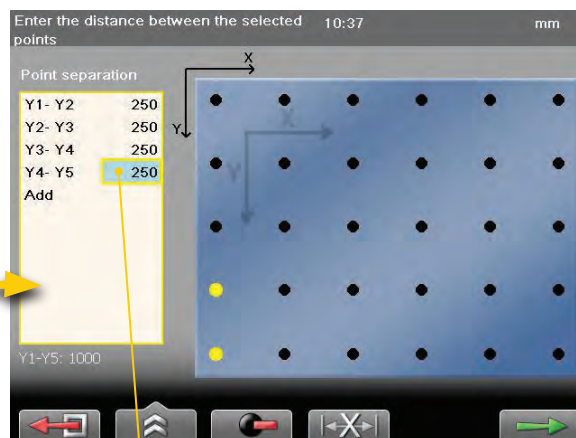 Enter the distance between the selected points 10:37 mm
Point separation
X
Y1- Y2 250
Y2- Y3 250
Y
Y3- Y4 250
X
Y4- Y5 250
Y
Add
Y1-Y5: 1000
X